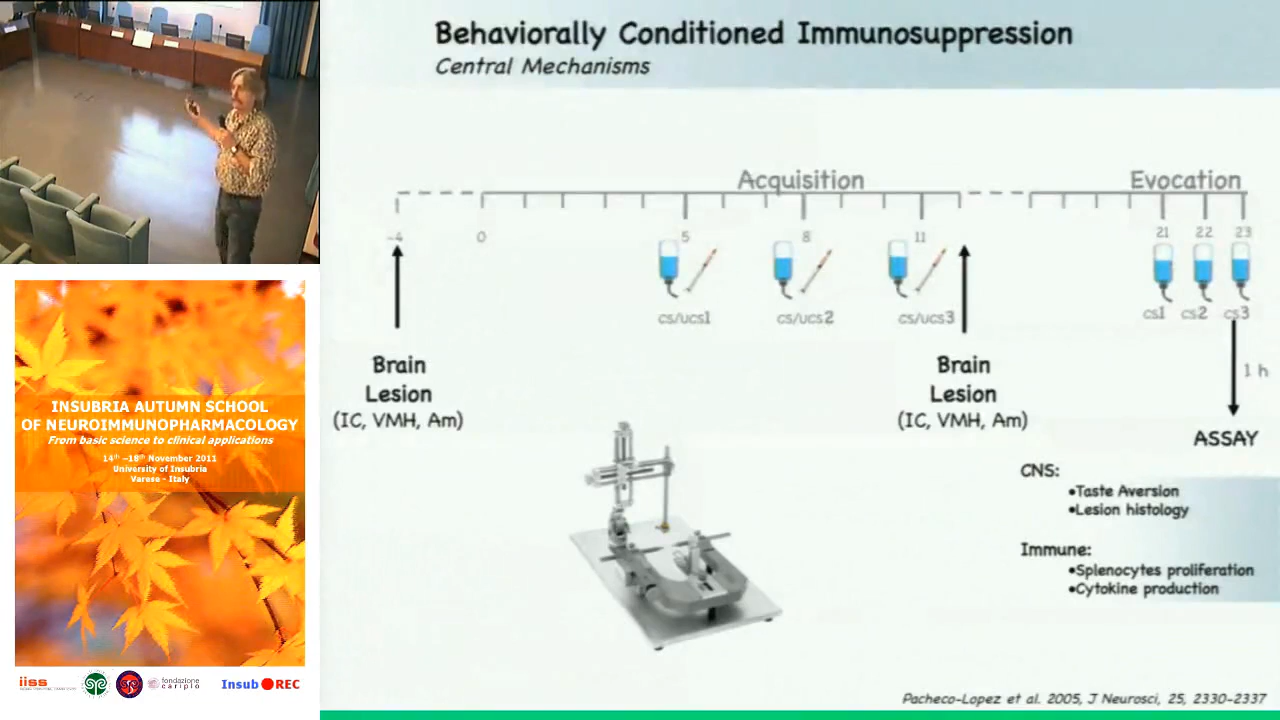 Behaviorally Conditioned Immunosuppression
Central Mechanisms
Acquisition
Evocation
-4
0
5
8
11
21
22
23
cs/ucs1
cs/ucs2
cs/ucs3
cs1
cs2
cs3
1 h
Brain
Lesion
(IC, VMH, Am)
Brain
Lesion
(IC, VMH, Am)
ASSAY
CNS:
•Taste Aversion
•Lesion histology
Immune:
•Splenocytes proliferation
•Cytokine production
Pacheco-Lopez et al. 2005, J Neurosci, 25, 2330-2337
INSUBRIA AUTUMN SCHOOL
OF NEUROIMMUNOPHARMACOLOGY
From basic science to clinical applications
14th –18th November 2011
University of Insubria
Varese - Italy
iiss
fondazione
cariplo
Insub REC